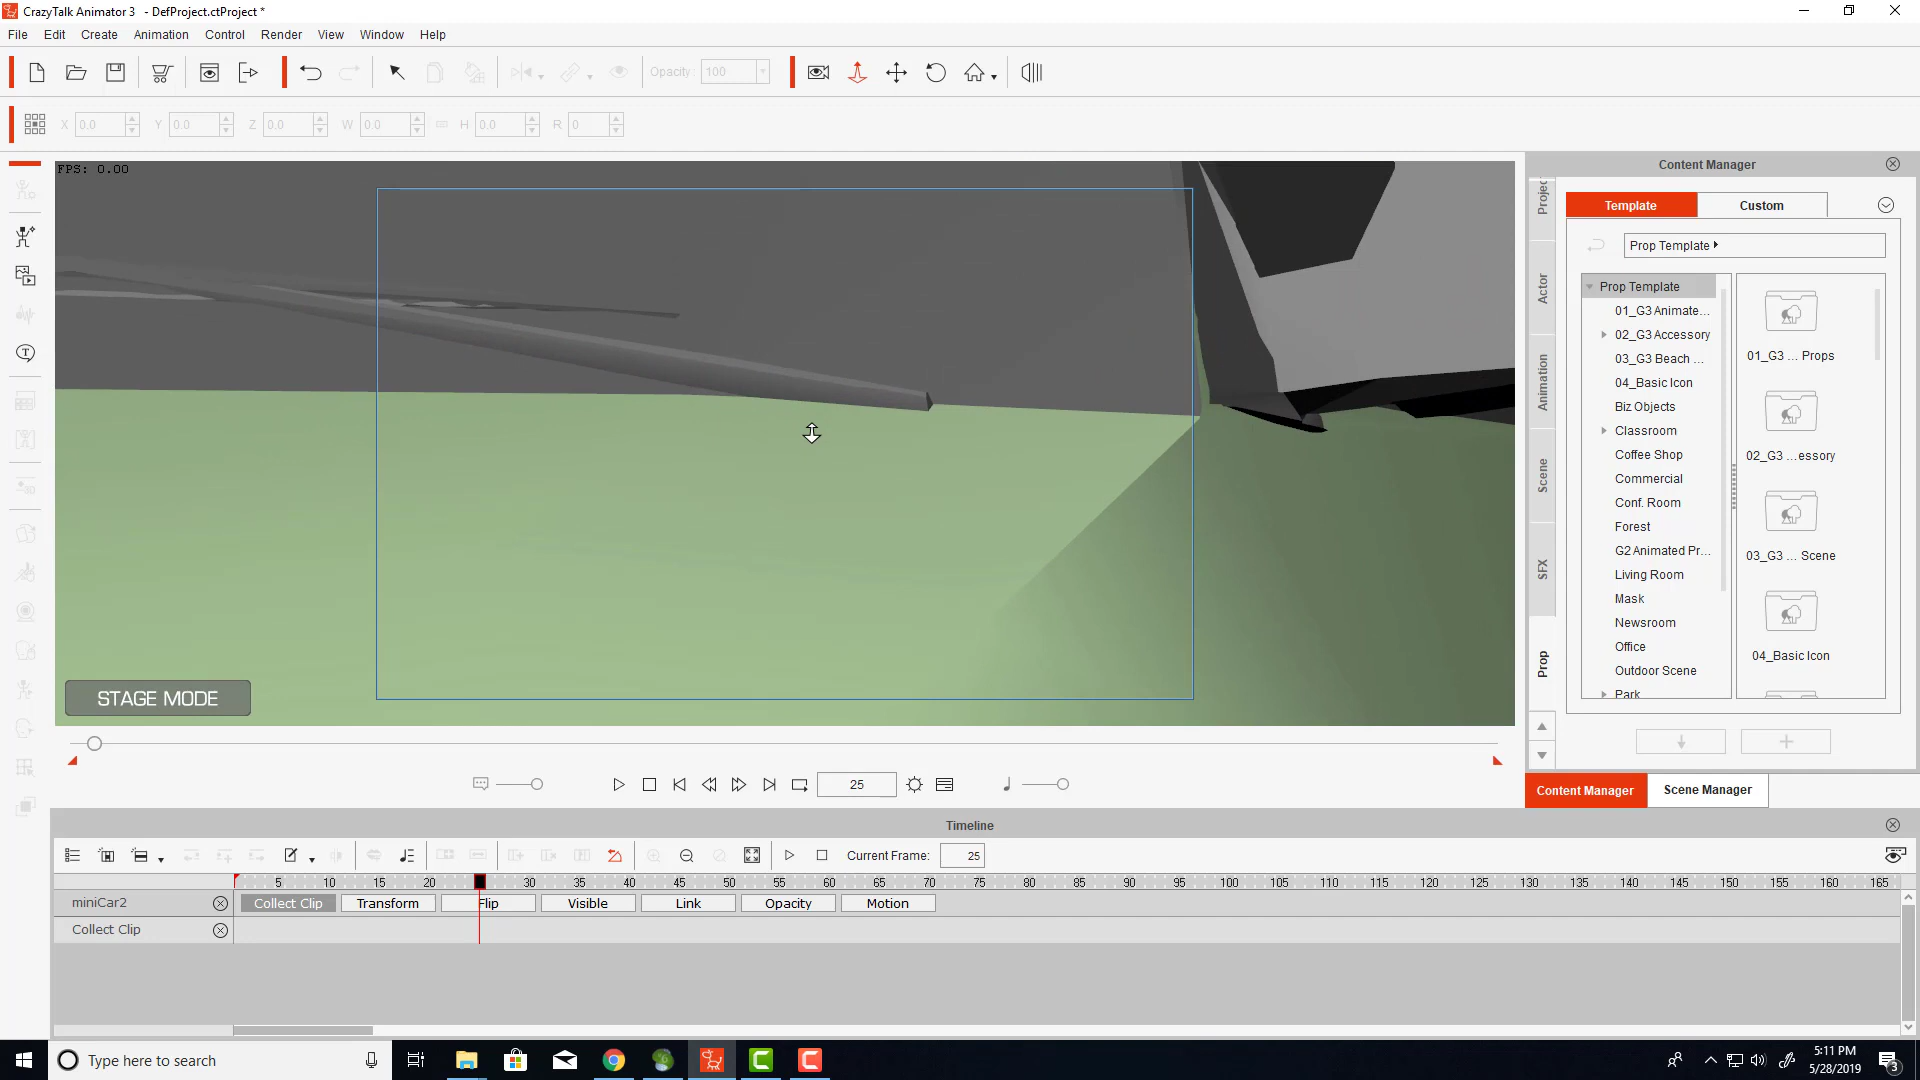 CrazyTalk Animator 3 - DefProject.ctProject *
File Edit Create Animation Control Render View Window Help
Opacity: 100
X 0.0 Y 0.0 Z 0.0 W 0.0 H 0.0 R 0
FPS: 0.00
STAGE MODE
Content Manager
Template Custom
Prop Template
Project
Actor
Animation
Scene
SFX
Prop
Prop Template
01_G3 Animate...
02_G3 Accessory
03_G3 Beach ...
04_Basic Icon
Biz Objects
Classroom
Coffee Shop
Commercial
Conf. Room
Forest
G2 Animated Pr...
Living Room
Mask
Newsroom
Office
Outdoor Scene
Park
01_G3 ... Props
02_G3 ...essory
03_G3 ... Scene
04_Basic Icon
Content Manager Scene Manager
25
Timeline
Current Frame: 25
5 10 15 20 30 35 40 45 50 55 60 65 70 75 80 85 90 95 100 105 110 115 120 125 130 135 140 145 150 155 160 165
miniCar2 Collect Clip Transform Flip Visible Link Opacity Motion
Collect Clip
Type here to search
5:11 PM
5/28/2019
3